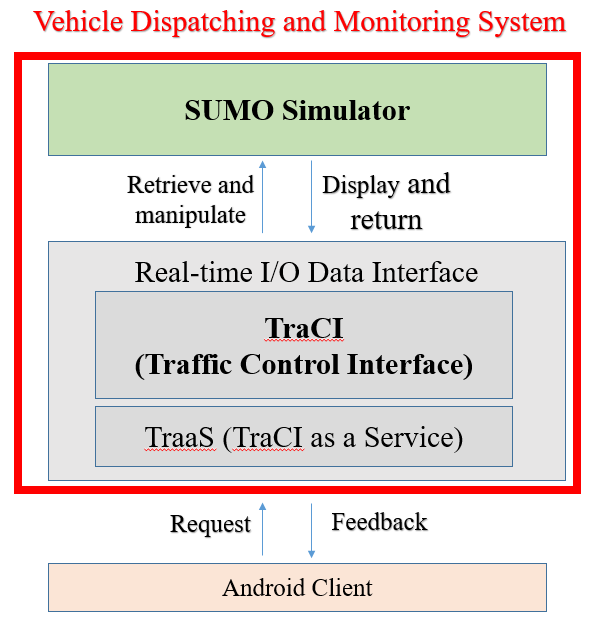 Vehicle Dispatching and Monitoring System
SUMO Simulator
Retrieve and
manipulate
Display and
return
Real-time I/O Data Interface
TraCI
(Traffic Control Interface)
TraaS (TraCI as a Service)
Request
Feedback
Android Client